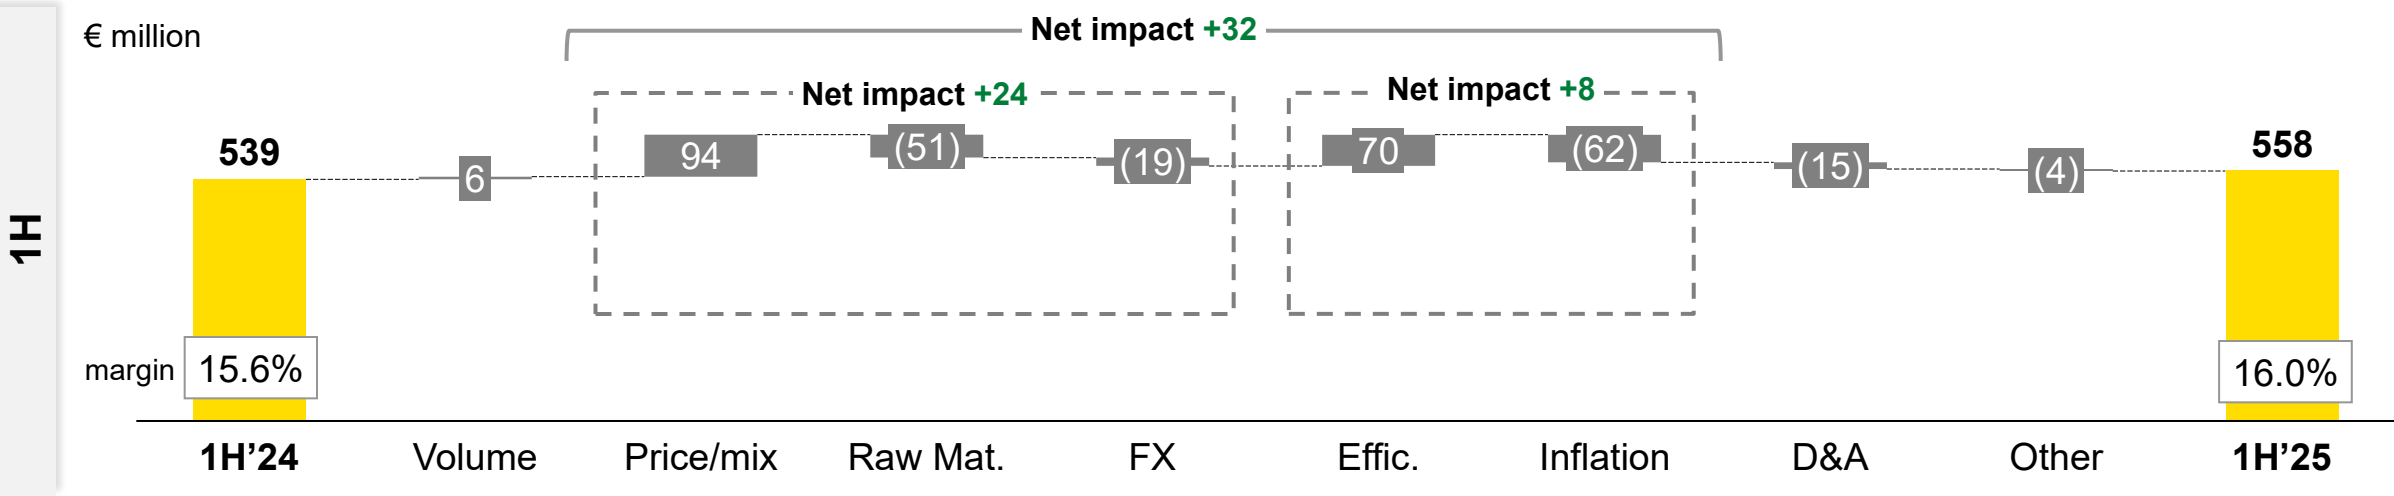 € million
Net impact +32
Net impact +24
Net impact +8
539
6
94
(51)
(19)
70
(62)
(15)
(4)
558
1H
margin
15.6%
16.0%
1H’24
Volume
Price/mix
Raw Mat.
FX
Effic.
Inflation
D&A
Other
1H’25